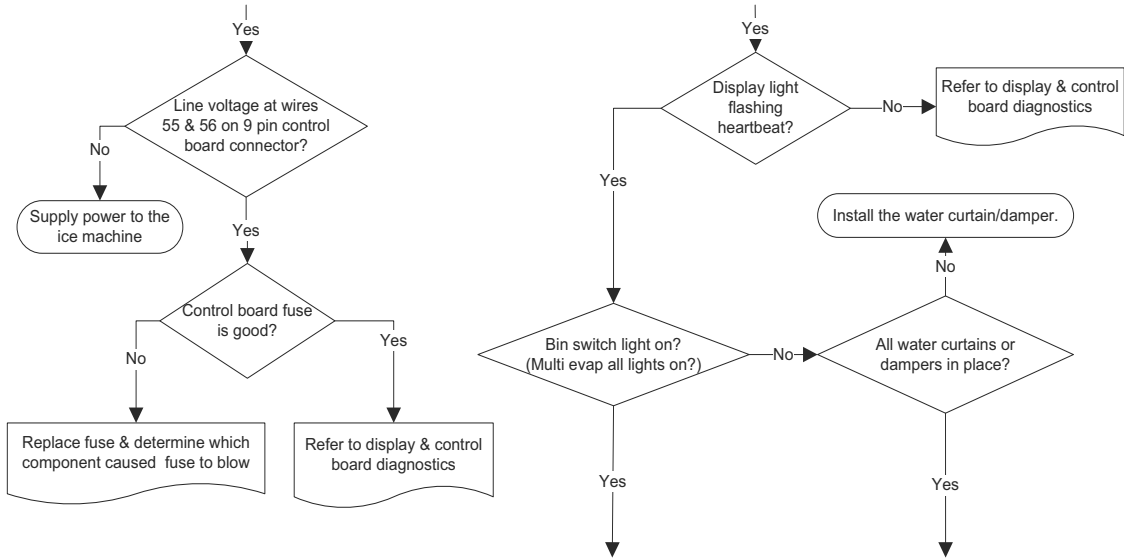 Yes
Line voltage at wires
55 & 56 on 9 pin control
board connector?
No
Supply power to the
ice machine
Yes
Control board fuse
is good?
No
Yes
Replace fuse & determine which
component caused fuse to blow
Refer to display & control
board diagnostics
Yes
Display light
flashing
heartbeat?
No
Refer to display & control
board diagnostics
Yes
Install the water curtain/damper.
No
Bin switch light on?
(Multi evap all lights on?)
No
All water curtains or
dampers in place?
Yes
Yes